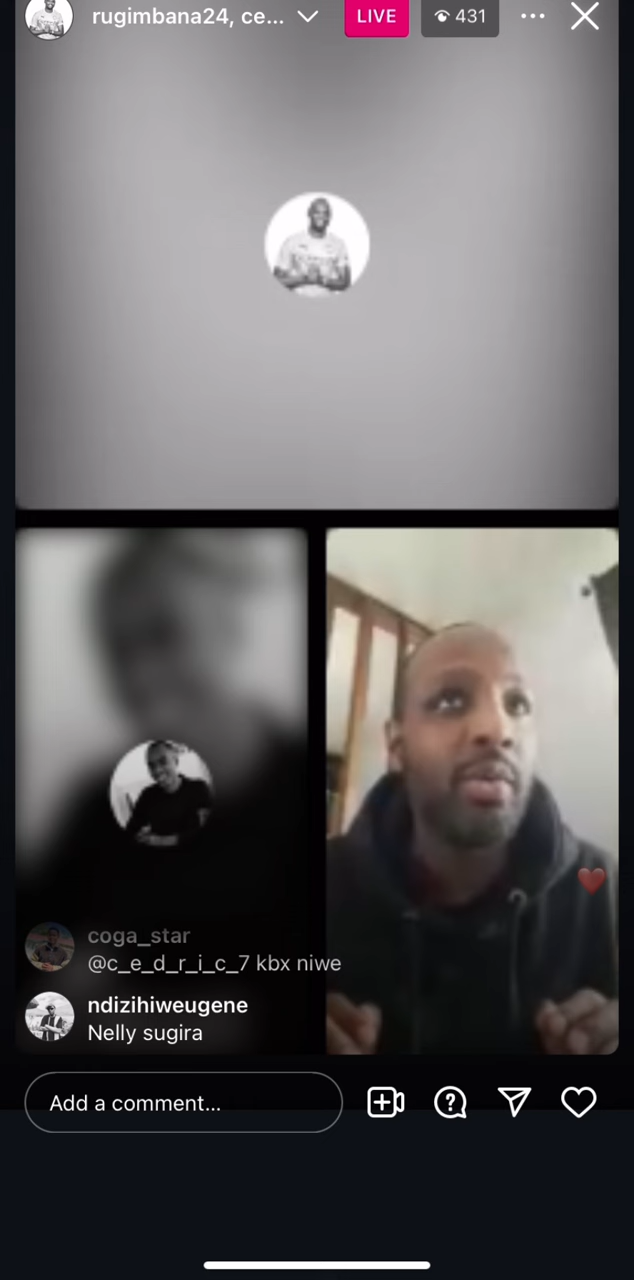 rugimbana24, ce...
LIVE
431
coga_star
@c_e_d_r_i_c_7 kbx niwe
ndizihiweugene
Nelly sugira
Add a comment...